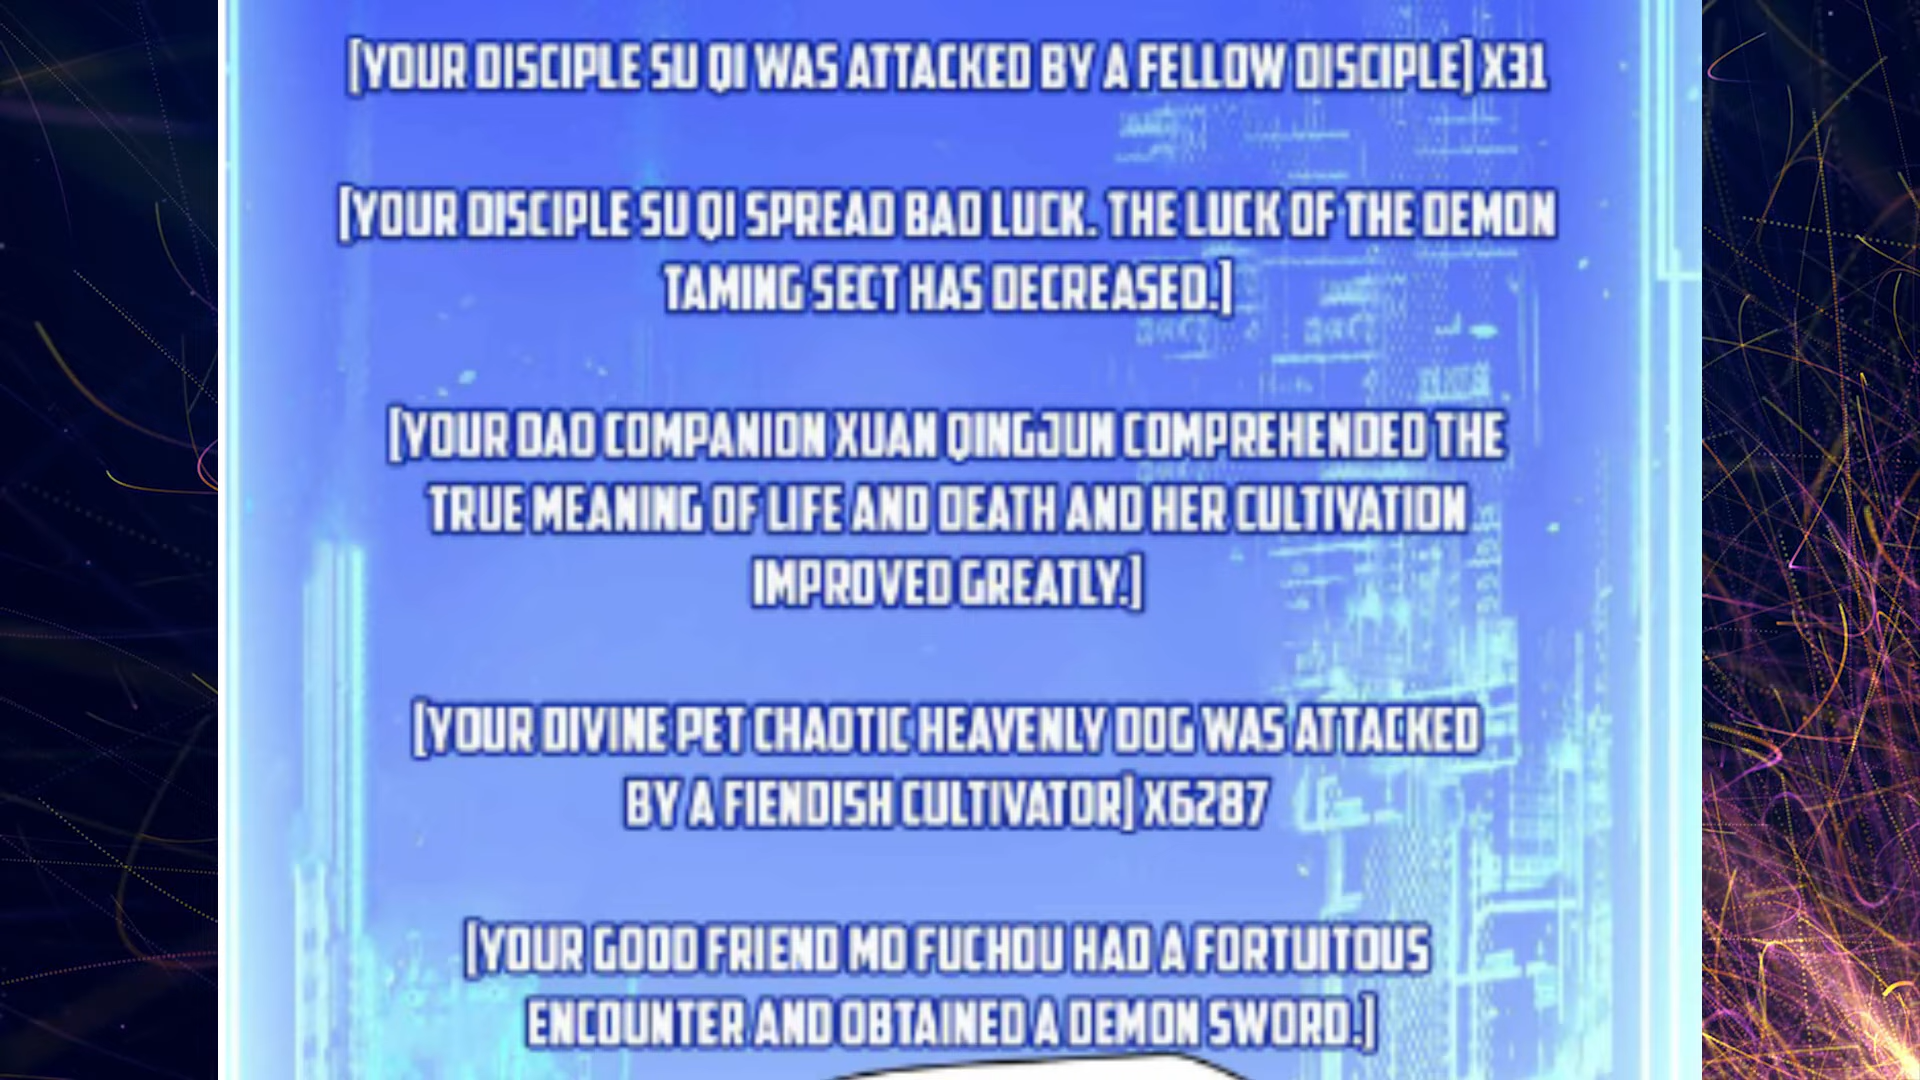 [YOUR DISCIPLE SU QI WAS ATTACKED BY A FELLOW DISCIPLE] X31
[YOUR DISCIPLE SU QI SPREAD BAD LUCK. THE LUCK OF THE DEMON
TAMING SECT HAS DECREASED.]
[YOUR DAO COMPANION XUAN QINGJUN COMPREHENDED THE
TRUE MEANING OF LIFE AND DEATH AND HER CULTIVATION
IMPROVED GREATLY.]
[YOUR DIVINE PET CHAOTIC HEAVENLY DOG WAS ATTACKED
BY A FIENDISH CULTIVATOR] X6287
[YOUR GOOD FRIEND MO FUCHOU HAD A FORTUITOUS
ENCOUNTER AND OBTAINED A DEMON SWORD.]